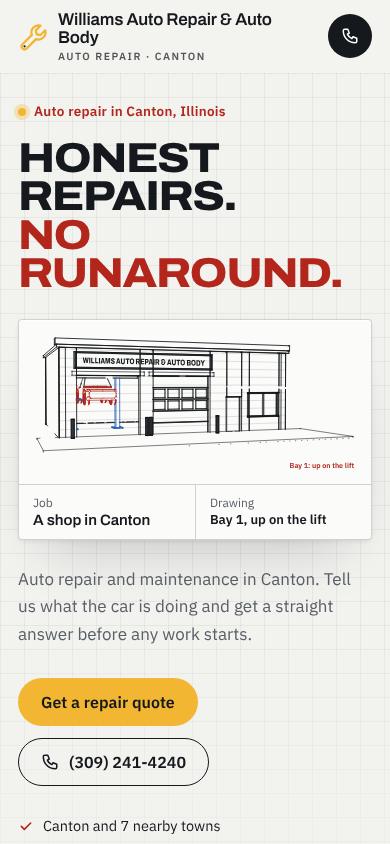 Williams Auto Repair & Auto
Body
AUTO REPAIR · CANTON
Auto repair in Canton, Illinois
HONEST
REPAIRS.
NO
RUNAROUND.
WILLIAMS AUTO REPAIR & AUTO BODY
Bay 1: up on the lift
Job
A shop in Canton
Drawing
Bay 1, up on the lift
Auto repair and maintenance in Canton. Tell
us what the car is doing and get a straight
answer before any work starts.
Get a repair quote
(309) 241-4240
Canton and 7 nearby towns